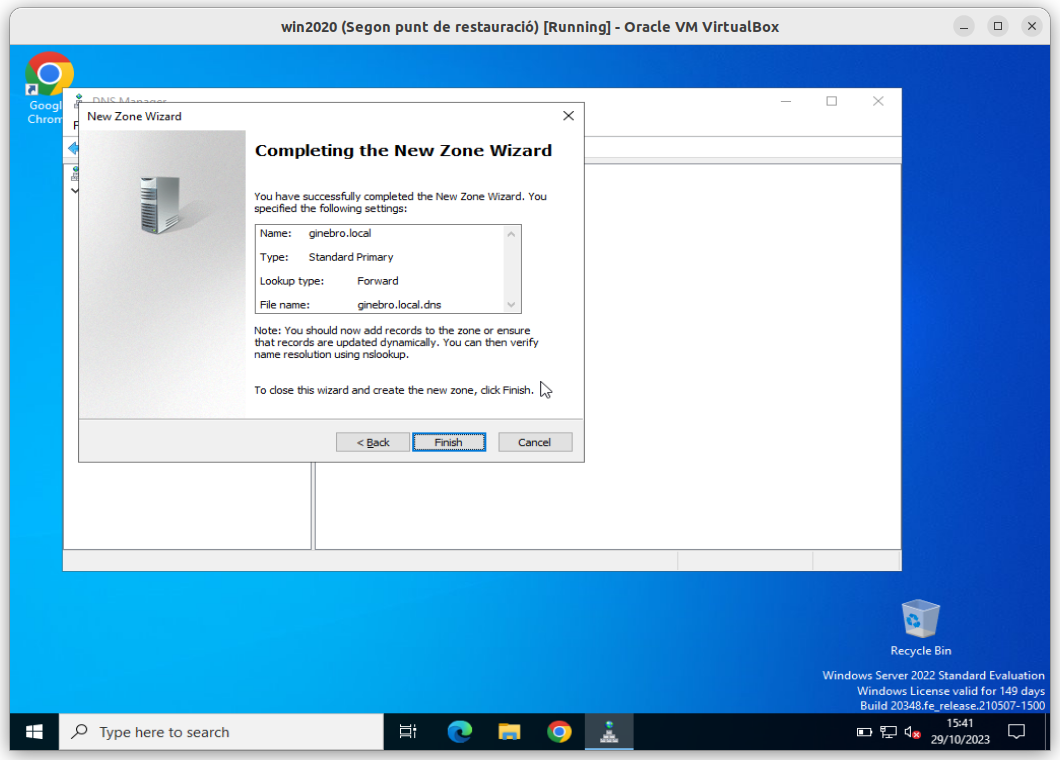 win2020 (Segon punt de restauració) [Running] - Oracle VM VirtualBox
Googl
Chrom
DNS Manager
F
New Zone Wizard
Completing the New Zone Wizard
You have successfully completed the New Zone Wizard. You
specified the following settings:
Name: ginebro.local
Type: Standard Primary
Lookup type: Forward
File name: ginebro.local.dns
Note: You should now add records to the zone or ensure
that records are updated dynamically. You can then verify
name resolution using nslookup.
To close this wizard and create the new zone, click Finish.
< Back
Finish
Cancel
Recycle Bin
Windows Server 2022 Standard Evaluation
Windows License valid for 149 days
Build 20348.fe_release.210507-1500
Type here to search
15:41
29/10/2023